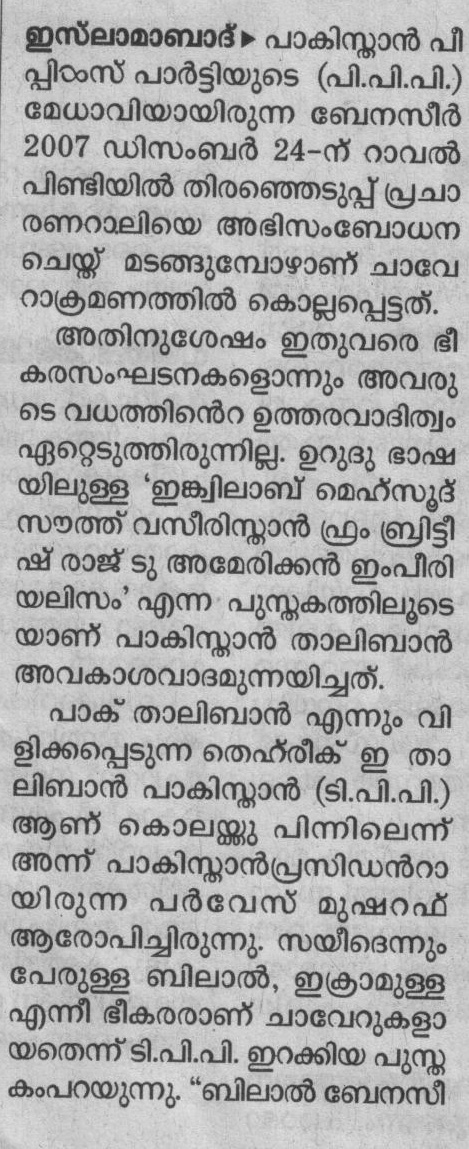 ഇസ്‌ലാമാബാദ്▶ പാകിസ്താൻ പീ
പ്പിൾസ് പാർട്ടിയുടെ (പി.പി.പി.)
മേധാവിയായിരുന്ന ബേനസീർ
2007 ഡിസംബർ 24-ന് റാവൽ
പിണ്ടിയിൽ തിരഞ്ഞെടുപ്പ് പ്രചാ
രണറാലിയെ അഭിസംബോധന
ചെയ്ത് മടങ്ങുമ്പോഴാണ് ചാവേ
റാക്രമണത്തിൽ കൊല്ലപ്പെട്ടത്.
അതിനുശേഷം ഇതുവരെ ഭീ
കരസംഘടനകളൊന്നും അവരു
ടെ വധത്തിന്‍റെ ഉത്തരവാദിത്വം
ഏറ്റെടുത്തിരുന്നില്ല. ഉറുദു ഭാഷ
യിലുള്ള ‘ഇങ്ക്വിലാബ് മെഹ്സൂദ്
സൗത്ത് വസീരിസ്താൻ ഫ്രം ബ്രിട്ടീ
ഷ് രാജ് ടു അമേരിക്കൻ ഇംപീരി
യലിസം’ എന്ന പുസ്തകത്തിലൂടെ
യാണ് പാകിസ്താൻ താലിബാൻ
അവകാശവാദമുന്നയിച്ചത്.
പാക് താലിബാൻ എന്നും വി
ളിക്കപ്പെടുന്ന തെഹ്‌രീക് ഇ താ
ലിബാൻ പാകിസ്താൻ (ടി.പി.പി.)
ആണ് കൊലയ്ക്കു പിന്നിലെന്ന്
അന്ന് പാകിസ്താൻപ്രസിഡൻറാ
യിരുന്ന പർവേസ് മുഷറഫ്
ആരോപിച്ചിരുന്നു. സയീദെന്നും
പേരുള്ള ബിലാൽ, ഇക്രാമുള്ള
എന്നീ ഭീകരരാണ് ചാവേറുകളാ
യതെന്ന് ടി.പി.പി. ഇറക്കിയ പുസ്ത
കംപറയുന്നു. “ബിലാൽ ബേനസീ